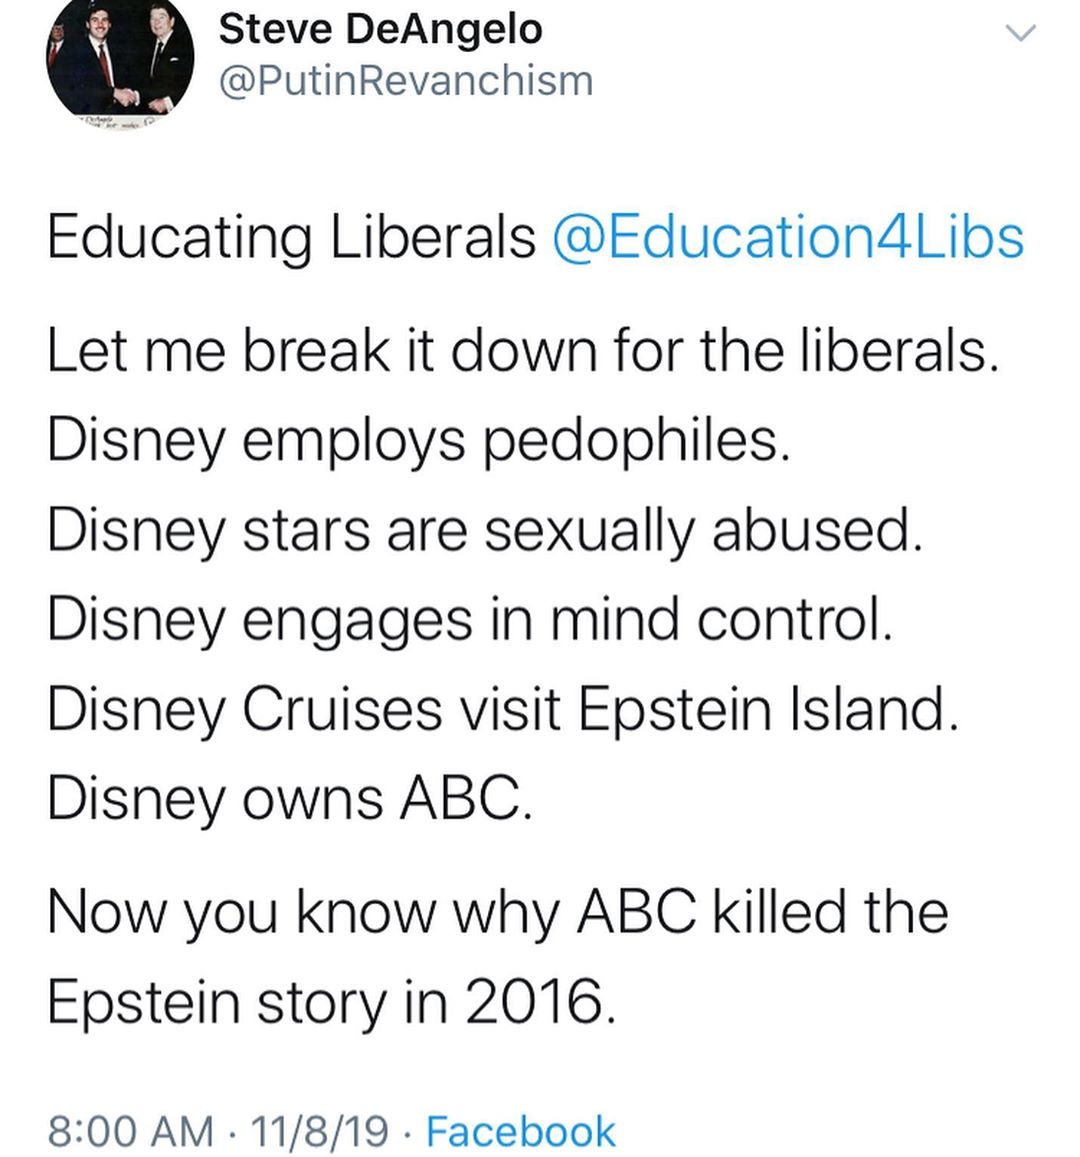 Steve DeAngelo
@PutinRevanchism
Educating Liberals @Education4Libs
Let me break it down for the liberals.
Disney employs pedophiles.
Disney stars are sexually abused.
Disney engages in mind control.
Disney Cruises visit Epstein Island.
Disney owns ABC.
Now you know why ABC killed the
Epstein story in 2016.
8:00 AM · 11/8/19 · Facebook